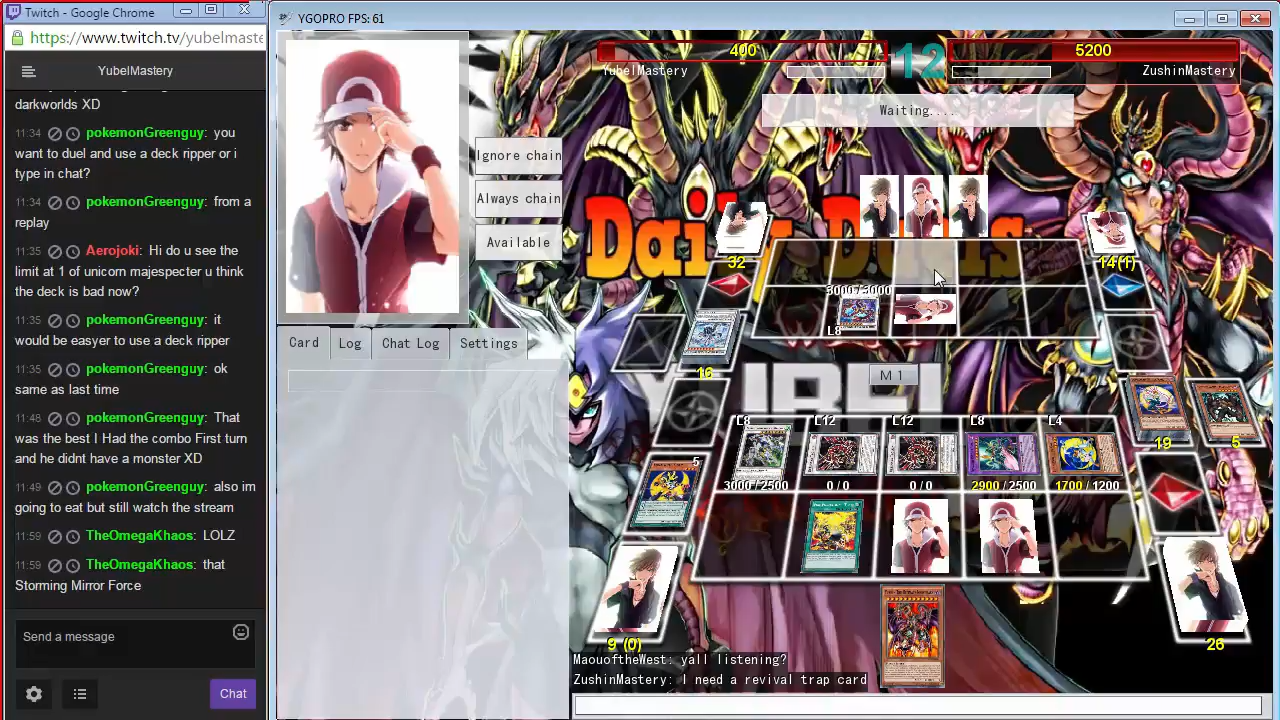 Twitch - Google Chrome
https://www.twitch.tv/yubelmaste
YubelMastery
darkworlds XD
11:34 pokemonGreenguy: you
want to duel and use a deck ripper or i
type in chat?
11:34 pokemonGreenguy: from a
replay
11:35 Aerojoki: Hi do u see the
limit at 1 of unicorn majespecter u think
the deck is bad now?
11:35 pokemonGreenguy: it
would be easyer to use a deck ripper
11:35 pokemonGreenguy: ok
same as last time
11:48 pokemonGreenguy: That
was the best I Had the combo First turn
and he didnt have a monster XD
11:49 pokemonGreenguy: also im
going to eat but still watch the stream
11:59 TheOmegaKhaos: LOLZ
11:59 TheOmegaKhaos: that
Storming Mirror Force
Send a message
Chat
YGOPRO FPS: 61
Ignore chain
Always chain
Available
Card
Log
Chat Log
Settings
400
12
5200
YubelMastery
ZushinMastery
Waiting....
Daily Duels
32
14(1)
3000/3000
L8
16
M 1
YUBEL
19
5
L8
L12
L12
L8
L4
3000/2500
0 / 0
0 / 0
2900 / 2500
1700 / 1200
5
9 (0)
26
MaouoftheWest: yall listening?
ZushinMastery: I need a revival trap card